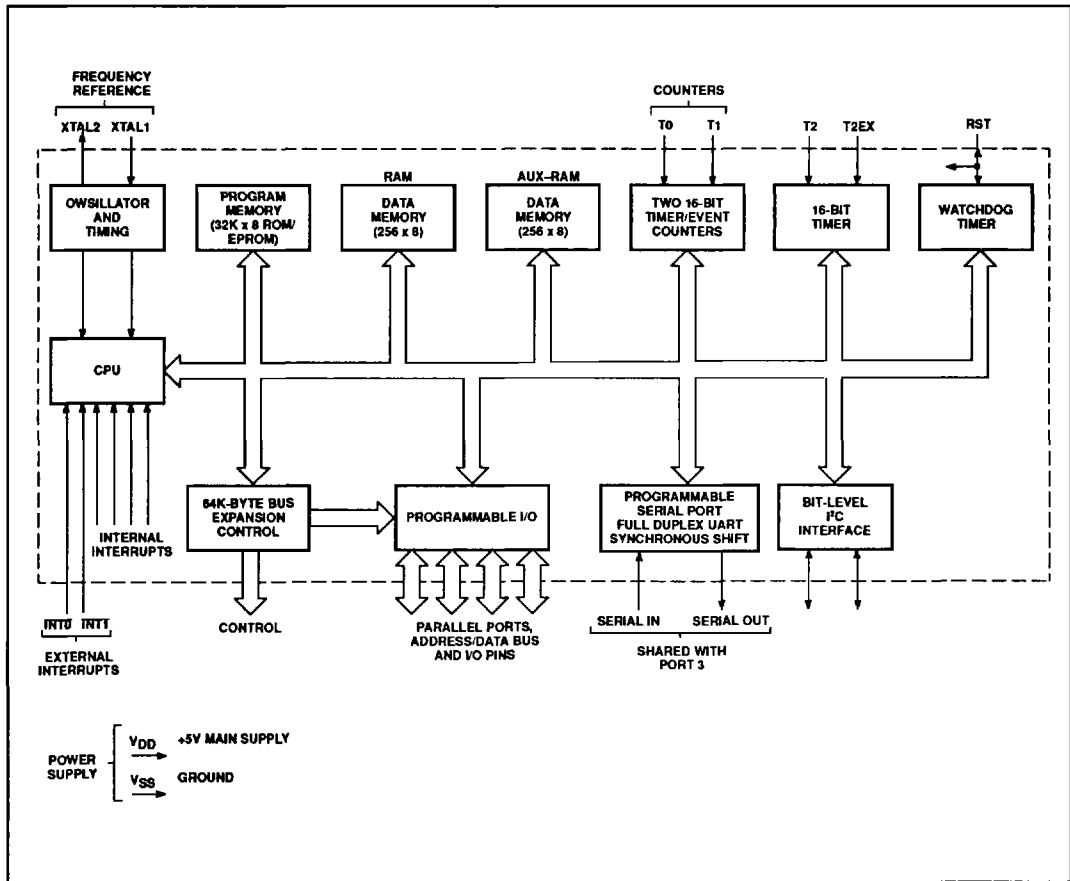 FREQUENCY
REFERENCE
XTAL2 XTAL1
COUNTERS
T0 T1
T2 T2EX
RST
OWSILLATOR
AND
TIMING
PROGRAM
MEMORY
(32K x 8 ROM/
EPROM)
RAM
DATA
MEMORY
(256 x 8)
AUX–RAM
DATA
MEMORY
(256 x 8)
TWO 16-BIT
TIMER/EVENT
COUNTERS
16-BIT
TIMER
WATCHDOG
TIMER
CPU
INTERNAL
INTERRUPTS
64K-BYTE BUS
EXPANSION
CONTROL
PROGRAMMABLE I/O
PROGRAMMABLE
SERIAL PORT
FULL DUPLEX UART
SYNCHRONOUS SHIFT
BIT-LEVEL
I²C
INTERFACE
INT0 INT1
EXTERNAL
INTERRUPTS
CONTROL
PARALLEL PORTS,
ADDRESS/DATA BUS
AND I/O PINS
SERIAL IN SERIAL OUT
SHARED WITH
PORT 3
POWER
SUPPLY
VDD +5V MAIN SUPPLY
VSS GROUND